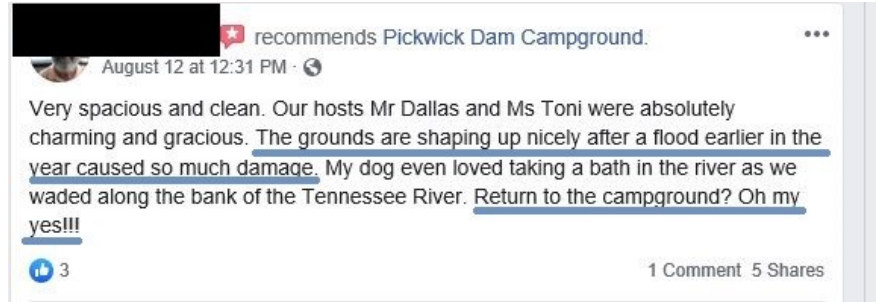 recommends Pickwick Dam Campground.
August 12 at 12:31 PM ·
Very spacious and clean. Our hosts Mr Dallas and Ms Toni were absolutely
charming and gracious. The grounds are shaping up nicely after a flood earlier in the
year caused so much damage. My dog even loved taking a bath in the river as we
waded along the bank of the Tennessee River. Return to the campground? Oh my
yes!!!
3
1 Comment 5 Shares